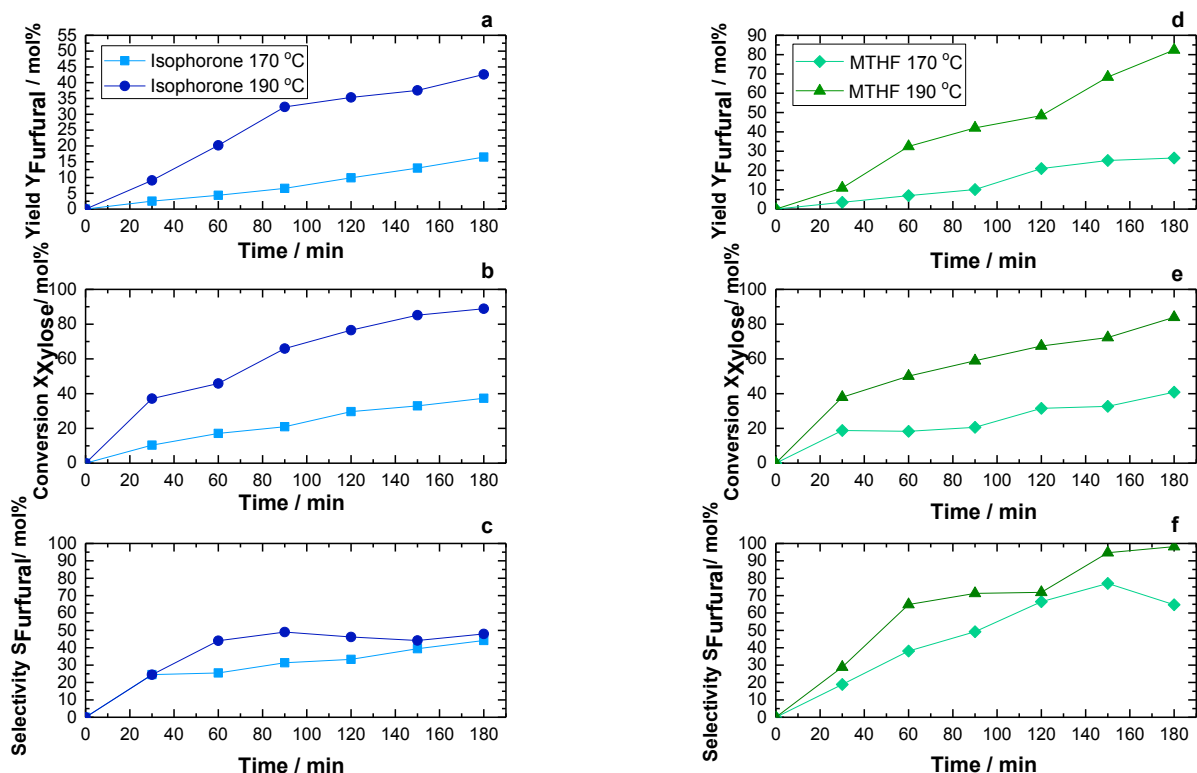 a
55
50
45
40
35
30
25
20
15
10
5
0
Isophorone 170 °C
Isophorone 190 °C
Yield YFurfural / mol%
0 20 40 60 80 100 120 140 160 180
Time / min
b
100
80
60
40
20
0
Conversion XXylose/ mol%
0 20 40 60 80 100 120 140 160 180
Time / min
c
100
90
80
70
60
50
40
30
20
10
0
Selectivity SFurfural/ mol%
0 20 40 60 80 100 120 140 160 180
Time / min
d
90
80
70
60
50
40
30
20
10
0
MTHF 170 °C
MTHF 190 °C
Yield YFurfural / mol%
0 20 40 60 80 100 120 140 160 180
Time / min
e
100
80
60
40
20
0
Conversion XXylose/ mol%
0 20 40 60 80 100 120 140 160 180
Time / min
f
100
90
80
70
60
50
40
30
20
10
0
Selectivity SFurfural/ mol%
0 20 40 60 80 100 120 140 160 180
Time / min